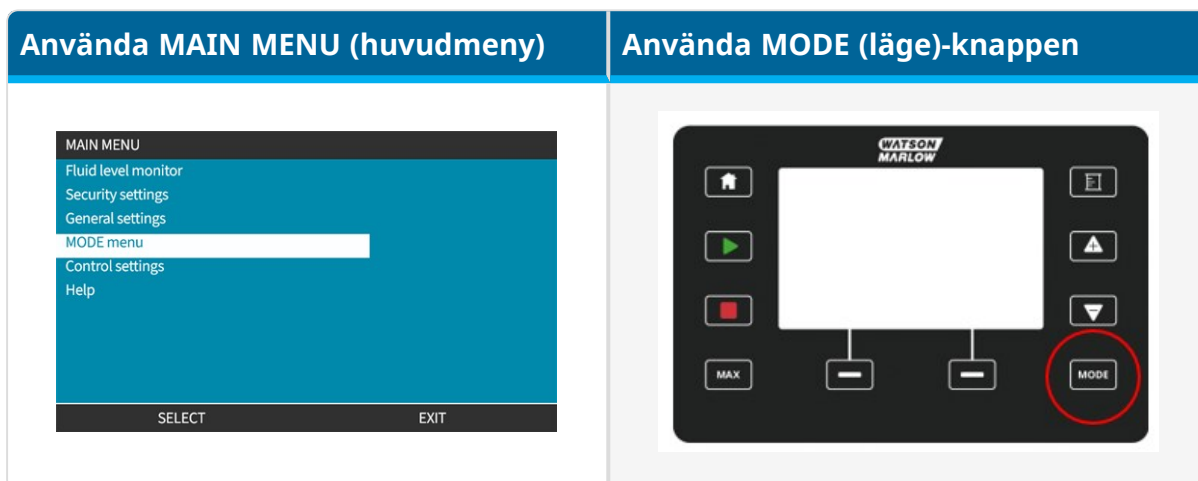 Använda MAIN MENU (huvudmeny)
Använda MODE (läge)-knappen
MAIN MENU
Fluid level monitor
Security settings
General settings
MODE menu
Control settings
Help
SELECT
EXIT
WATSON
MARLOW
MAX
MODE